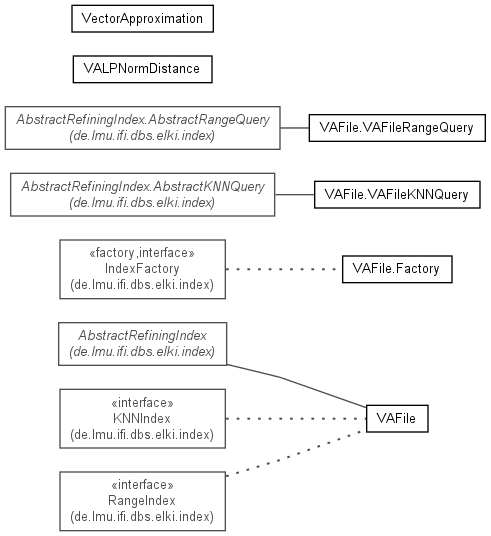 VectorApproximation
VALPNormDistance
AbstractRefiningIndex.AbstractRangeQuery
(de.lmu.ifi.dbs.elki.index)
VAFile.VAFileRangeQuery
AbstractRefiningIndex.AbstractKNNQuery
(de.lmu.ifi.dbs.elki.index)
VAFile.VAFileKNNQuery
«factory,interface»
IndexFactory
(de.lmu.ifi.dbs.elki.index)
VAFile.Factory
AbstractRefiningIndex
(de.lmu.ifi.dbs.elki.index)
«interface»
KNNIndex
(de.lmu.ifi.dbs.elki.index)
VAFile
«interface»
RangeIndex
(de.lmu.ifi.dbs.elki.index)